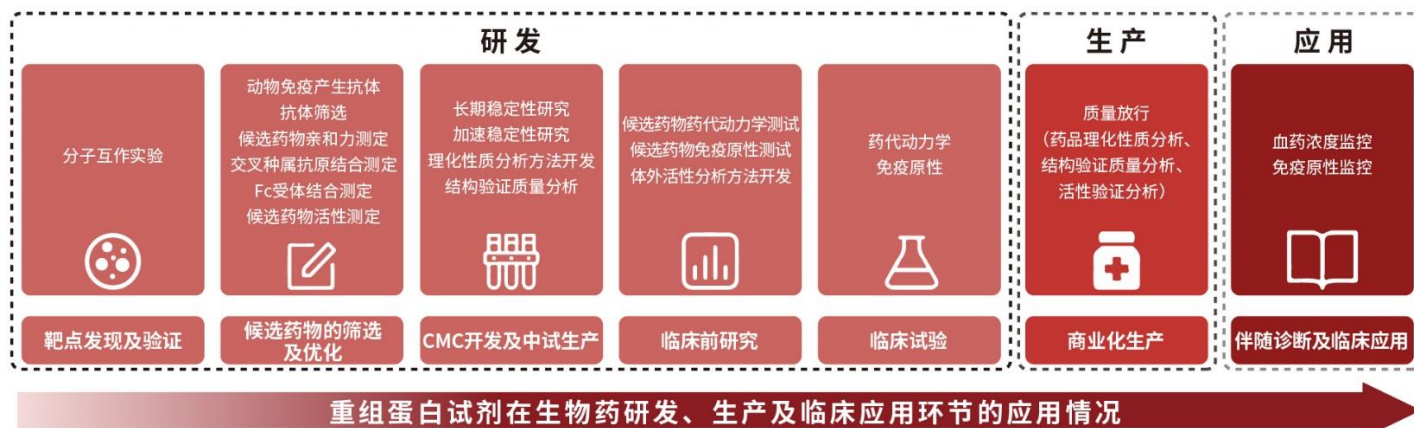 研发
生产
应用
分子互作实验
动物免疫产生抗体
抗体筛选
候选药物亲和力测定
交叉种属抗原结合测定
Fc受体结合测定
候选药物活性测定
长期稳定性研究
加速稳定性研究
理化性质分析方法开发
结构验证质量分析
候选药物药代动力学测试
候选药物免疫原性测试
体外活性分析方法开发
药代动力学
免疫原性
质量放行
（药品理化性质分析、
结构验证质量分析、
活性验证分析）
血药浓度监控
免疫原性监控
靶点发现及验证
候选药物的筛选
及优化
CMC开发及中试生产
临床前研究
临床试验
商业化生产
伴随诊断及临床应用
重组蛋白试剂在生物药研发、生产及临床应用环节的应用情况